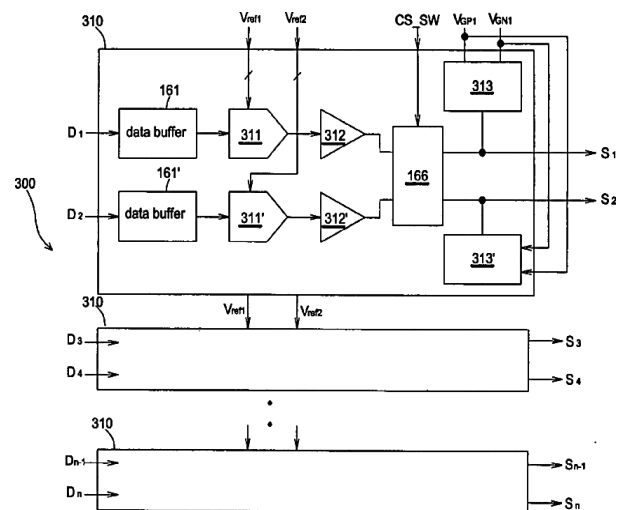 310
Vref1
Vref2
CS_SW
VGP1
VGN1
161
313
D1
data buffer
311
312
S1
166
161'
300
D2
data buffer
311'
312'
S2
313'
310
Vref1
Vref2
D3
S3
D4
S4
310
Dn-1
Sn-1
Dn
Sn